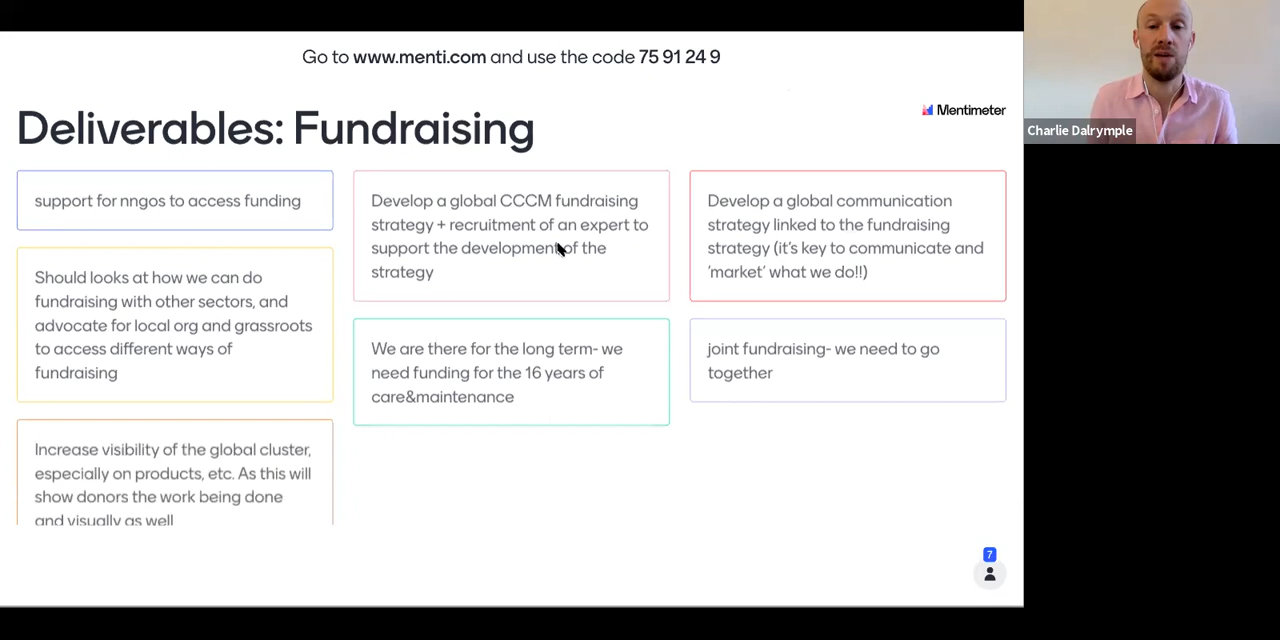 Go to www.menti.com and use the code 75 91 24 9
Mentimeter
Deliverables: Fundraising
support for nngos to access funding
Should looks at how we can do
fundraising with other sectors, and
advocate for local org and grassroots
to access different ways of
fundraising
Increase visibility of the global cluster,
especially on products, etc. As this will
show donors the work being done
and visually as well
Develop a global CCCM fundraising
strategy + recruitment of an expert to
support the development of the
strategy
We are there for the long term- we
need funding for the 16 years of
care&maintenance
Develop a global communication
strategy linked to the fundraising
strategy (it's key to communicate and
'market' what we do!!)
joint fundraising- we need to go
together
7
Charlie Dalrymple